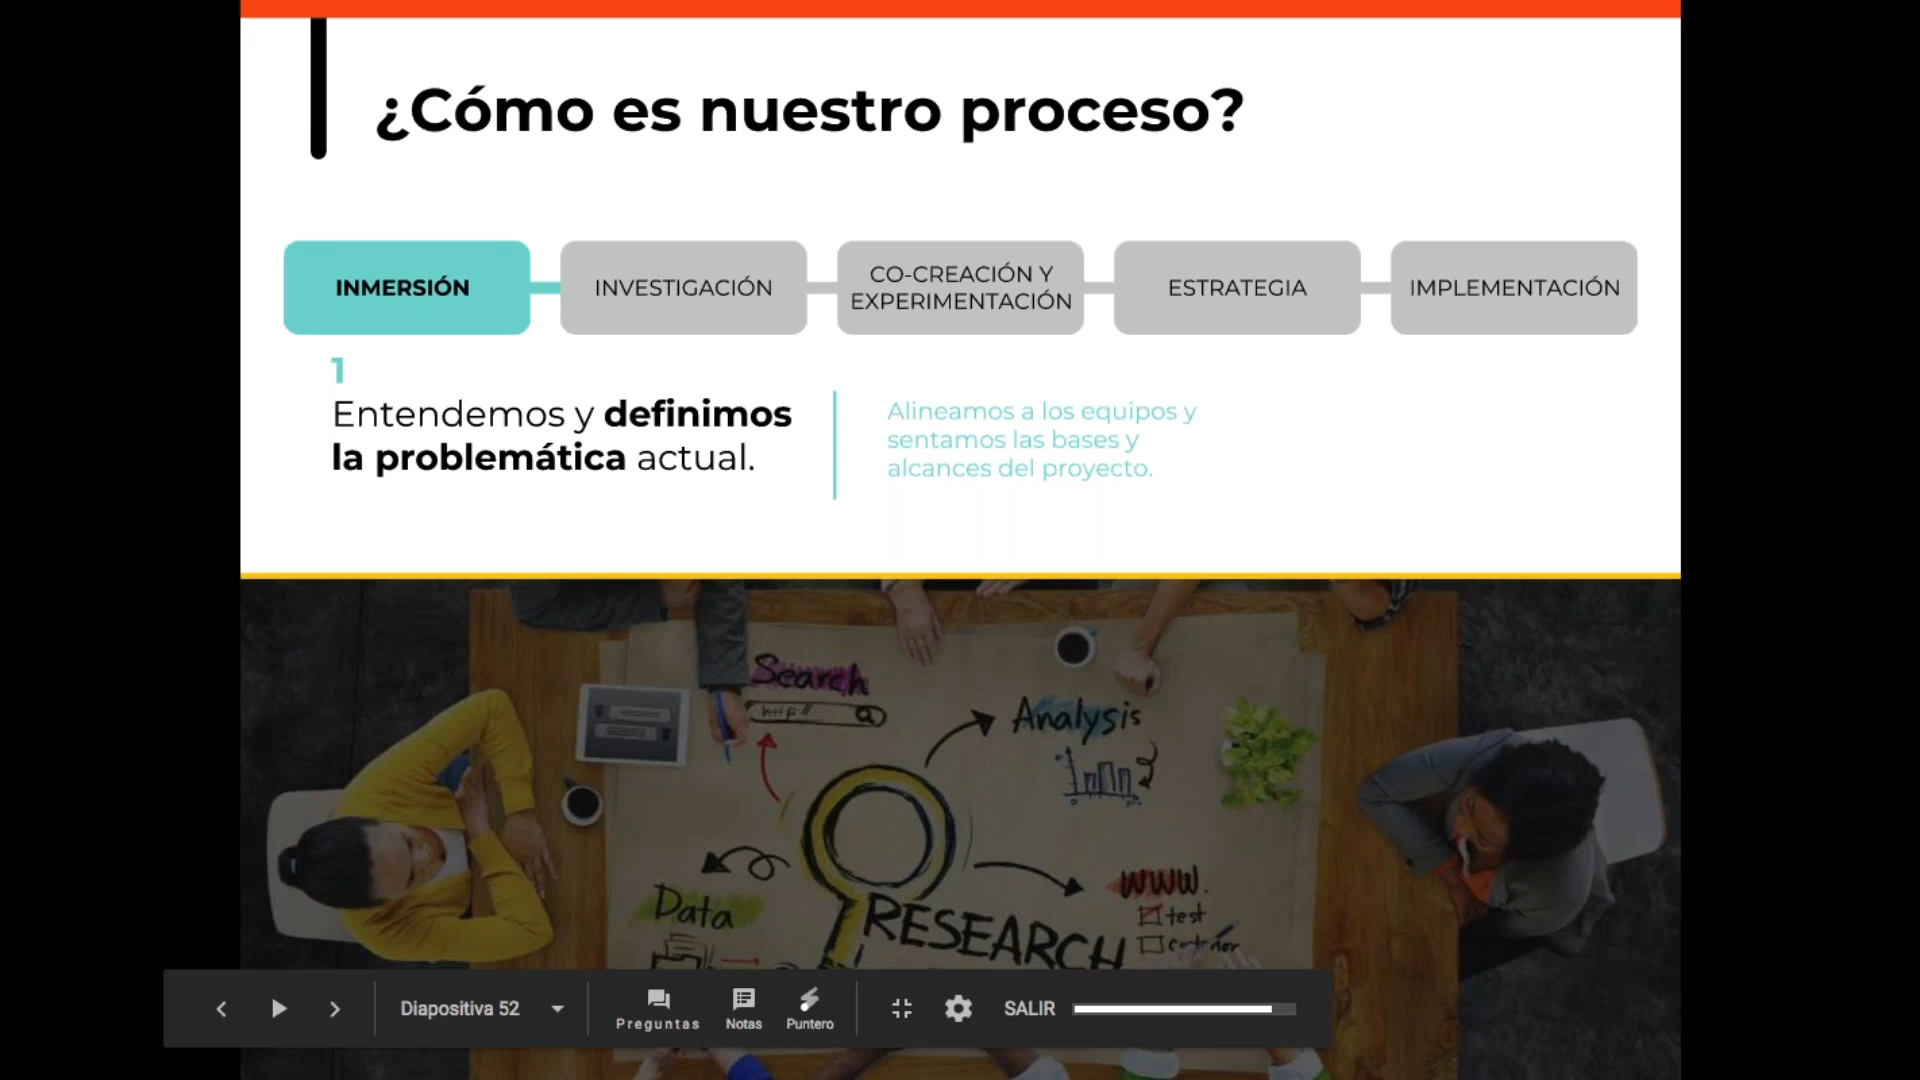 ¿Cómo es nuestro proceso?
INMERSIÓN
INVESTIGACIÓN
CO-CREACIÓN Y
EXPERIMENTACIÓN
ESTRATEGIA
IMPLEMENTACIÓN
1
Entendemos y definimos
la problemática actual.
Alineamos a los equipos y
sentamos las bases y
alcances del proyecto.
Search
http://
Analysis
Data
RESEARCH
www.
test
Diapositiva 52
Preguntas
Notas
Puntero
SALIR